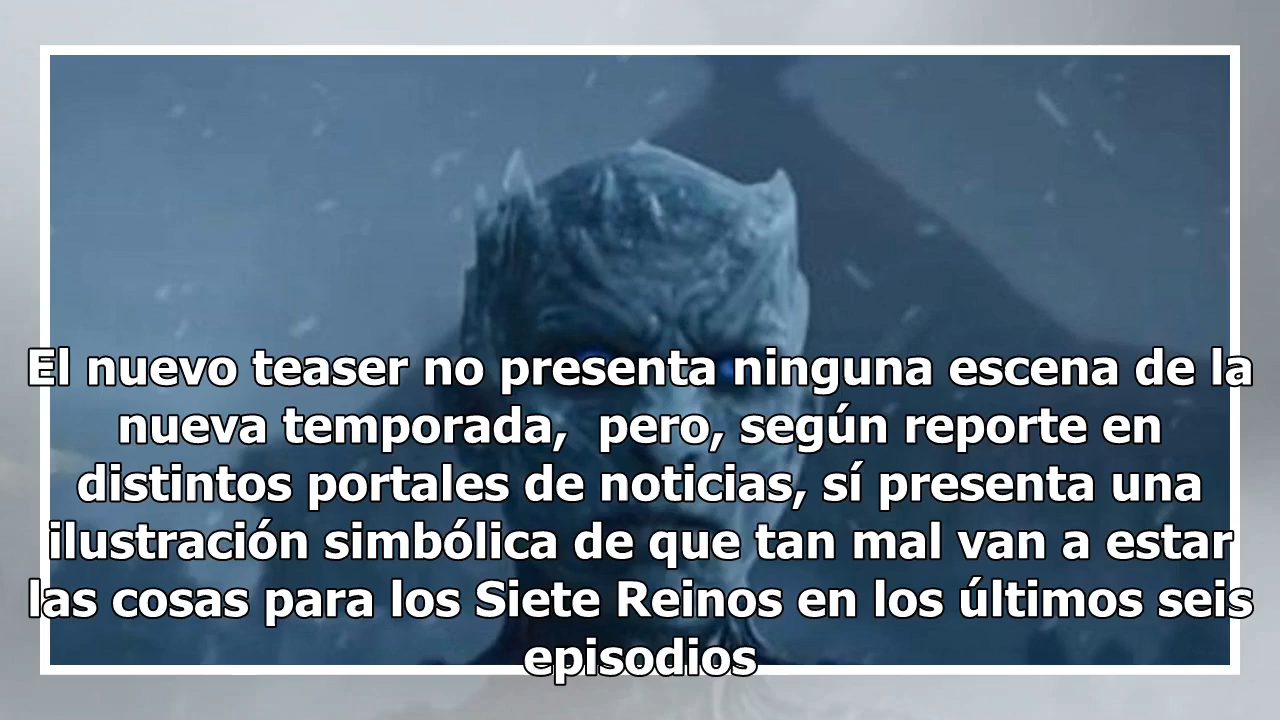 El nuevo teaser no presenta ninguna escena de la
nueva temporada,  pero, según reporte en
distintos portales de noticias, sí presenta una
ilustración simbólica de que tan mal van a estar
las cosas para los Siete Reinos en los últimos seis
episodios